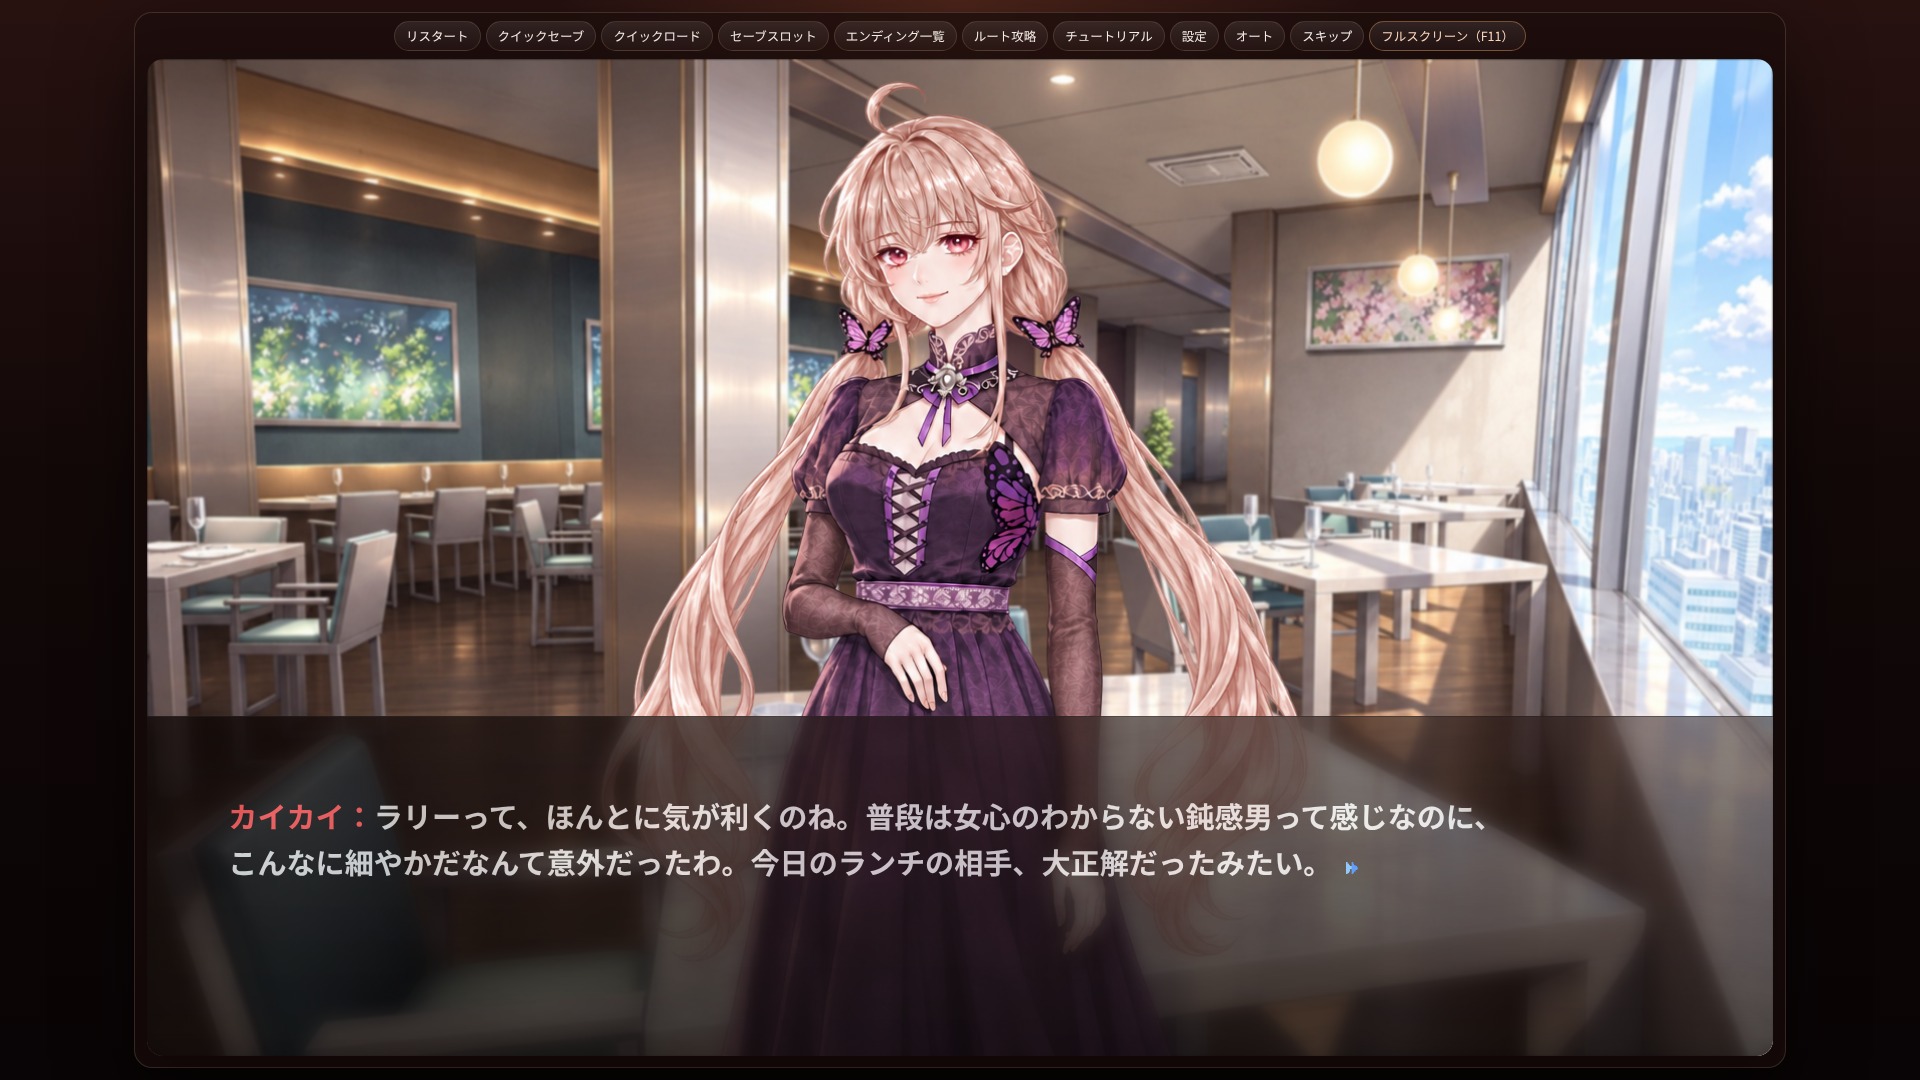 リスタート
クイックセーブ
クイックロード
セーブスロット
エンディング一覧
ルート攻略
チュートリアル
設定
オート
スキップ
フルスクリーン（F11）
カイカイ：ラリーって、ほんとに気が利くのね。普段は女心のわからない鈍感男って感じなのに、
こんなに細やかだなんて意外だったわ。今日のランチの相手、大正解だったみたい。